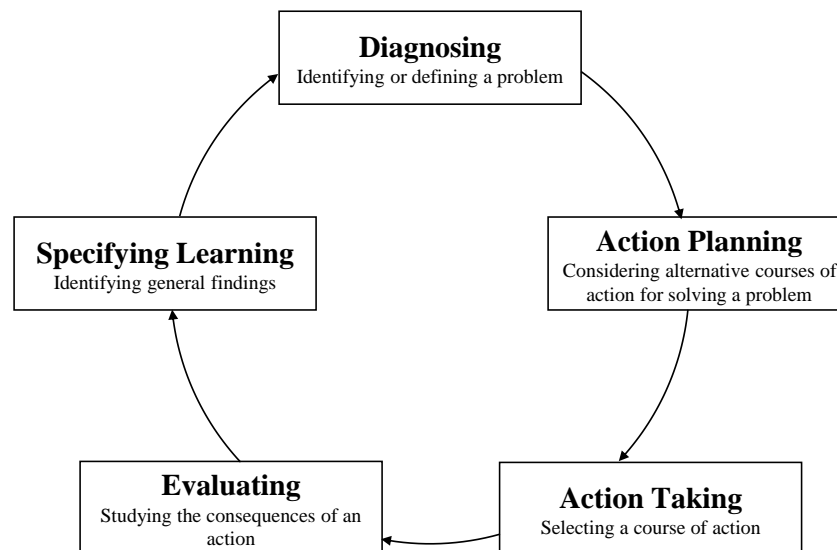 Diagnosing
Identifying or defining a problem
Action Planning
Considering alternative courses of
action for solving a problem
Action Taking
Selecting a course of action
Evaluating
Studying the consequences of an
action
Specifying Learning
Identifying general findings